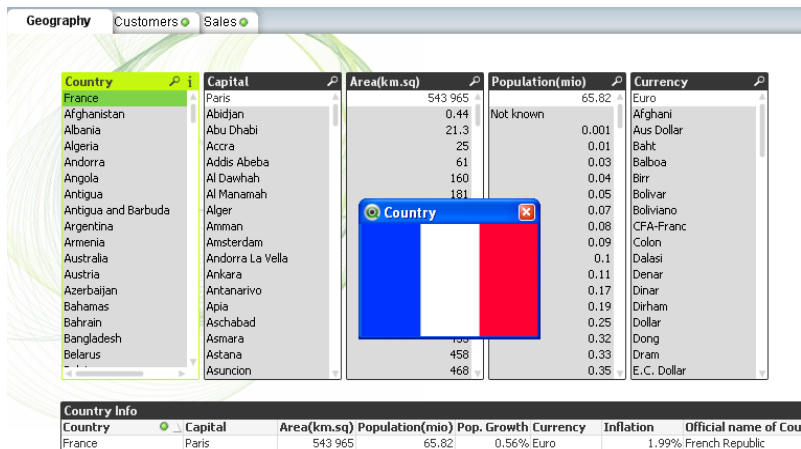 Geography Customers Sales
Country i Capital Area(km.sq) Population(mio) Currency
France Paris 543 965 65.82 Euro
Afghanistan Abidjan 0.44 Not known Afghani
Albania Abu Dhabi 21.3 0.001 Aus Dollar
Algeria Accra 25 0.01 Baht
Andorra Addis Abeba 61 0.03 Balboa
Angola Al Dawhah 160 0.04 Birr
Antigua Al Manamah 181 0.05 Bolivar
Antigua and Barbuda Alger Country 0.07 Boliviano
Argentina Amman 0.08 CFA-Franc
Armenia Amsterdam 0.09 Colon
Australia Andorra La Vella 0.1 Dalasi
Austria Ankara 0.11 Denar
Azerbaijan Antanarivo 0.17 Dinar
Bahamas Apia 0.19 Dirham
Bahrain Aschabad 0.25 Dollar
Bangladesh Asmara 0.32 Dong
Belarus Astana 458 0.33 Dram
Asuncion 468 0.35 E.C. Dollar
Country Info
Country Capital Area(km.sq) Population(mio) Pop. Growth Currency Inflation Official name of Cou
France Paris 543 965 65.82 0.56% Euro 1.99% French Republic